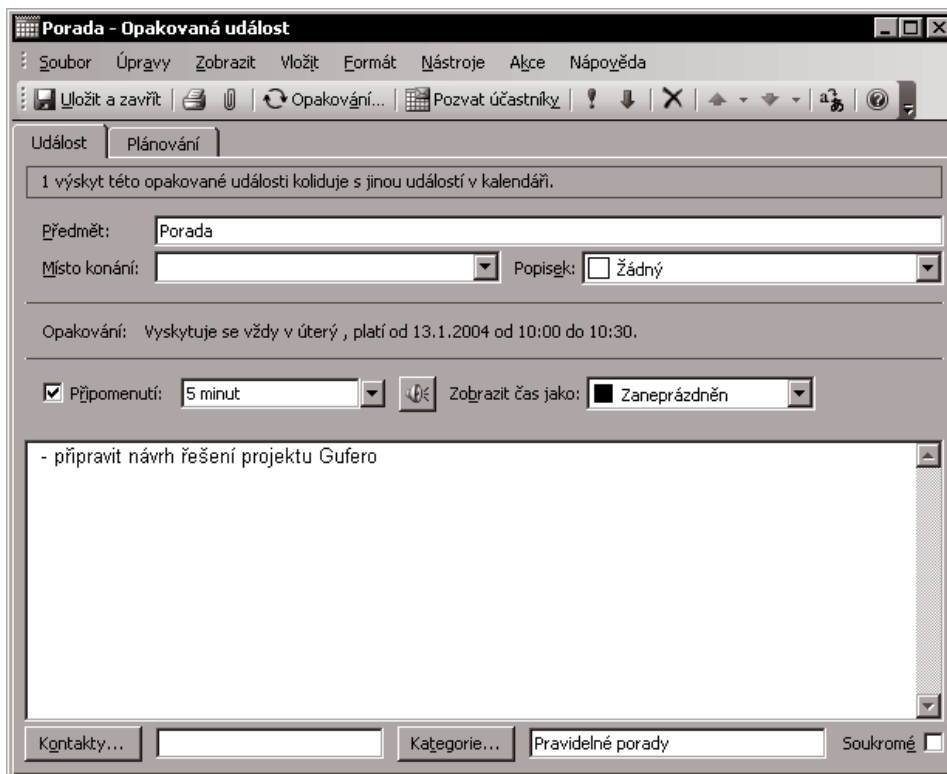 Porada - Opakovaná událost
Soubor Úpravy Zobrazit Vložit Formát Nástroje Akce Nápověda
Uložit a zavřít Opakování... Pozvat účastníky
Událost Plánování
1 výskyt této opakované události koliduje s jinou událostí v kalendáři.
Předmět: Porada
Místo konání: Popisek: Žádný
Opakování: Vyskytuje se vždy v úterý , platí od 13.1.2004 od 10:00 do 10:30.
Připomenutí: 5 minut Zobrazit čas jako: Zaneprázdněn
- připravit návrh řešení projektu Gufero
Kontakty... Kategorie... Pravidelné porady Soukromé